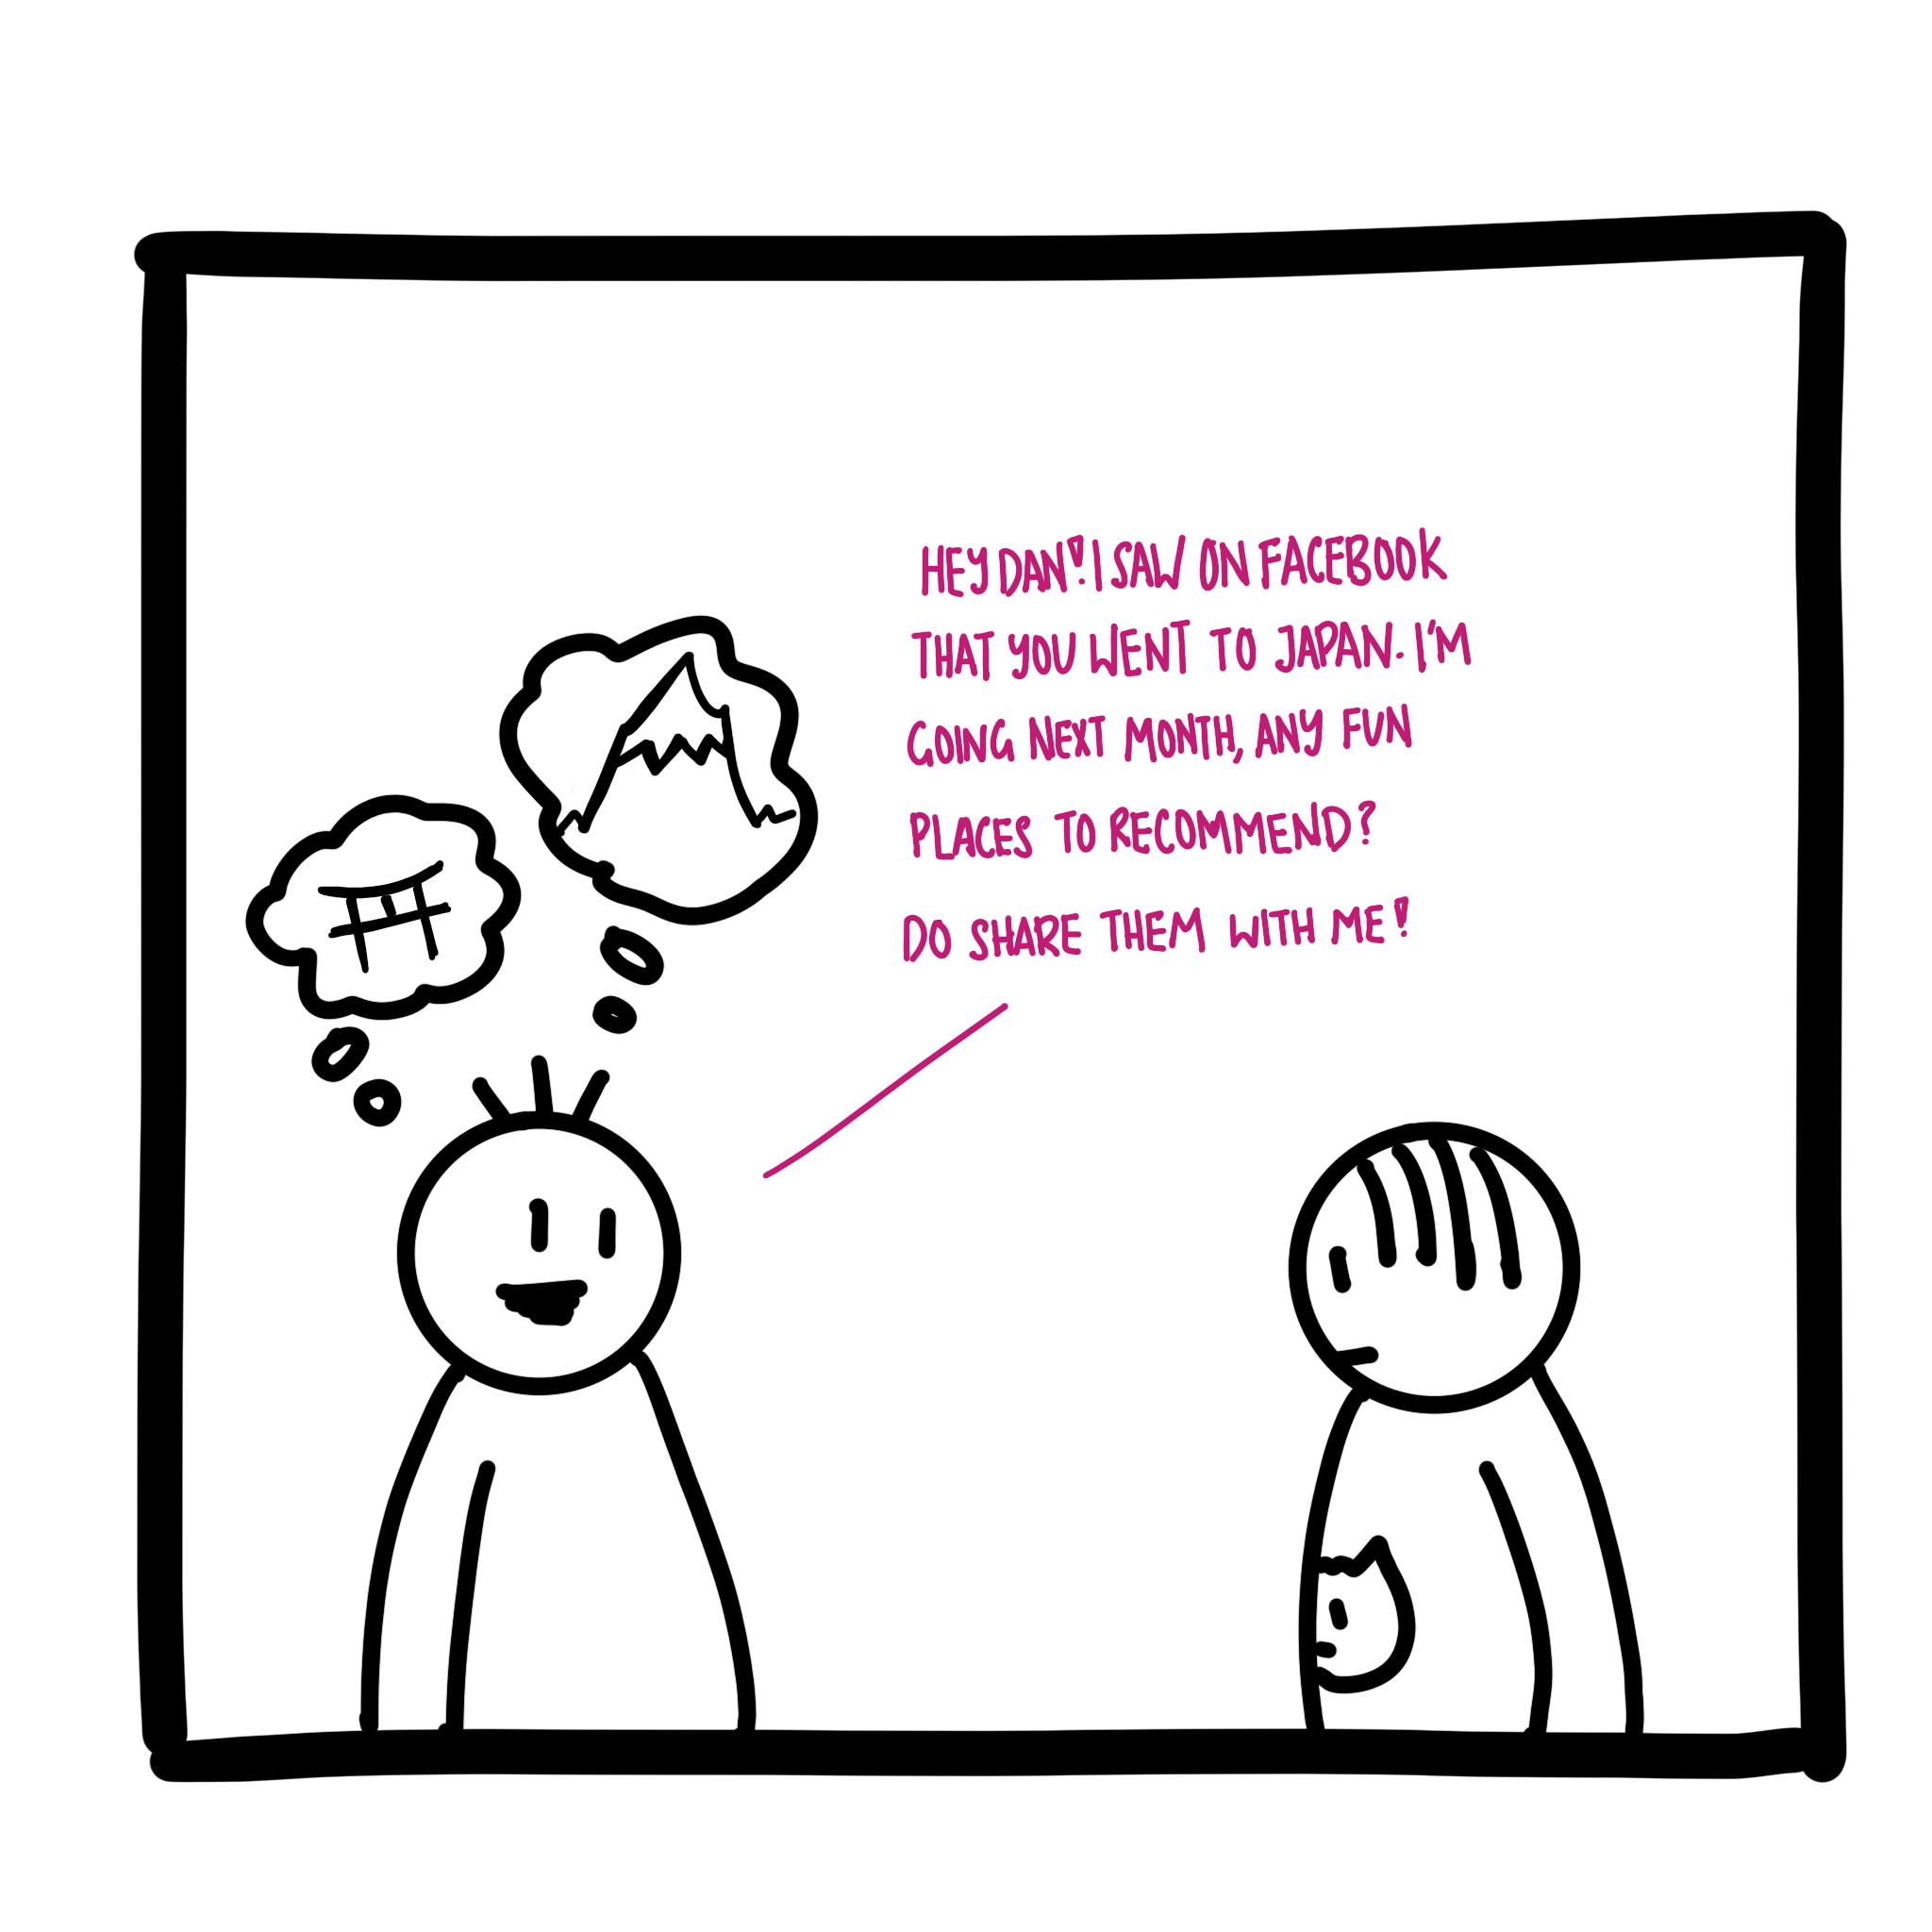 HEY DAN! I SAW ON FACEBOOK
THAT YOU WENT TO JAPAN. I'M
GOING NEXT MONTH, ANY FUN
PLACES TO RECOMMEND?
DO SHARE THEM WITH ME!